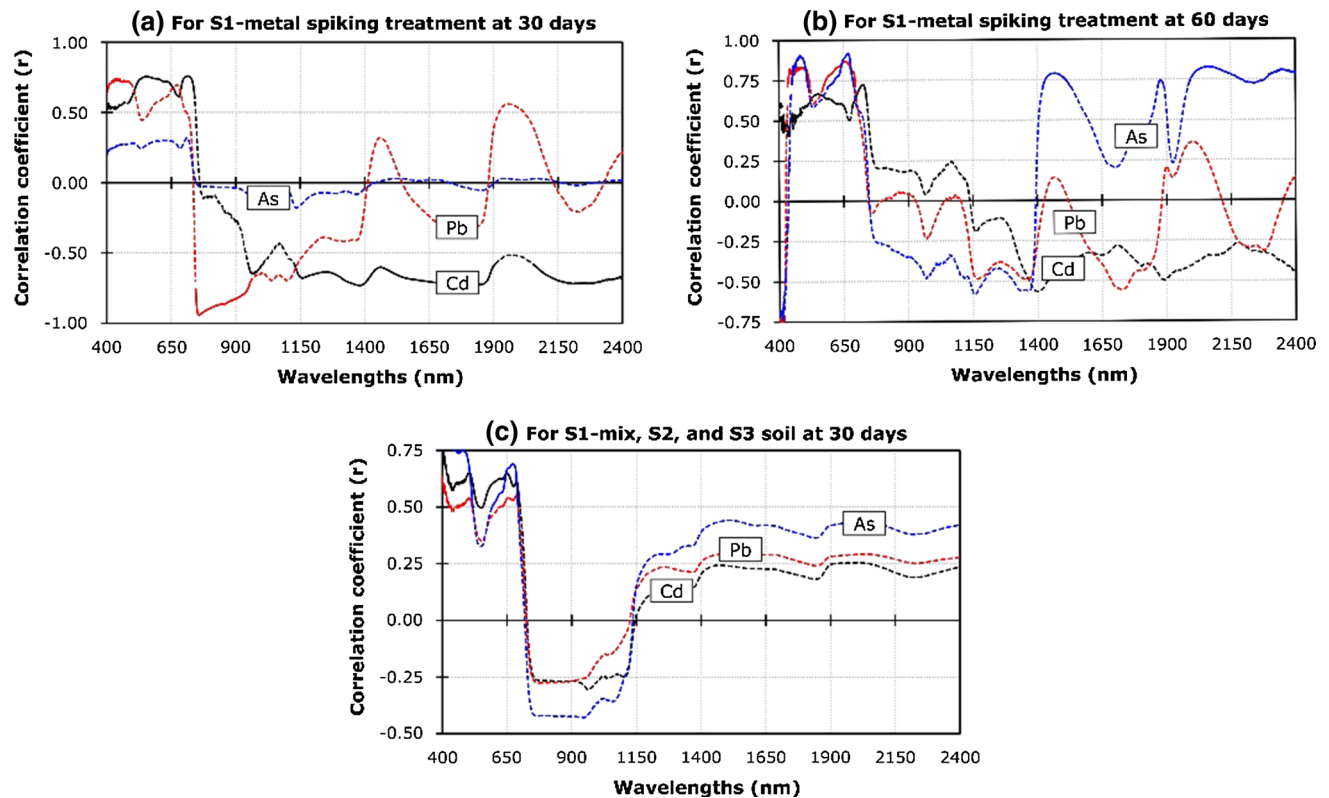 (a) For S1-metal spiking treatment at 30 days
Correlation coefficient (r)
1.00
0.50
0.00
-0.50
-1.00
As
Pb
Cd
400 650 900 1150 1400 1650 1900 2150 2400
Wavelengths (nm)
(b) For S1-metal spiking treatment at 60 days
Correlation coefficient (r)
1.00
0.75
0.50
0.25
0.00
-0.25
-0.50
-0.75
As
Pb
Cd
400 650 900 1150 1400 1650 1900 2150 2400
Wavelengths (nm)
(c) For S1-mix, S2, and S3 soil at 30 days
Correlation coefficient (r)
0.75
0.50
0.25
0.00
-0.25
-0.50
As
Pb
Cd
400 650 900 1150 1400 1650 1900 2150 2400
Wavelengths (nm)